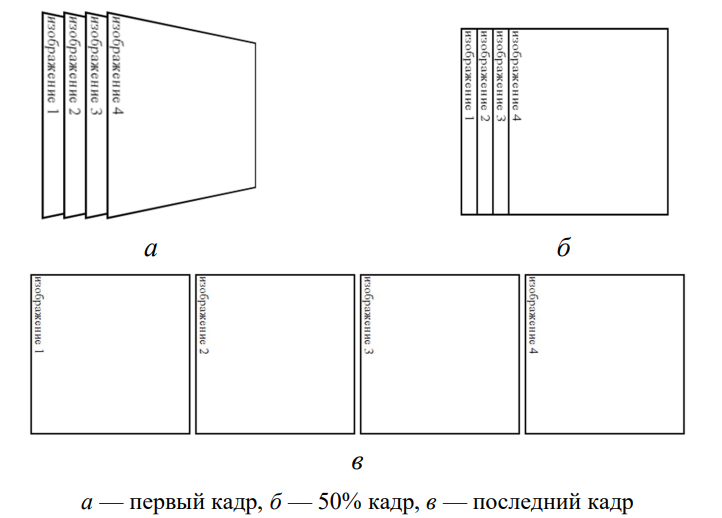 изображение 1
изображение 2
изображение 3
изображение 4
изображение 1
изображение 2
изображение 3
изображение 4
а
б
изображение 1
изображение 2
изображение 3
изображение 4
в
а — первый кадр, б — 50% кадр, в — последний кадр